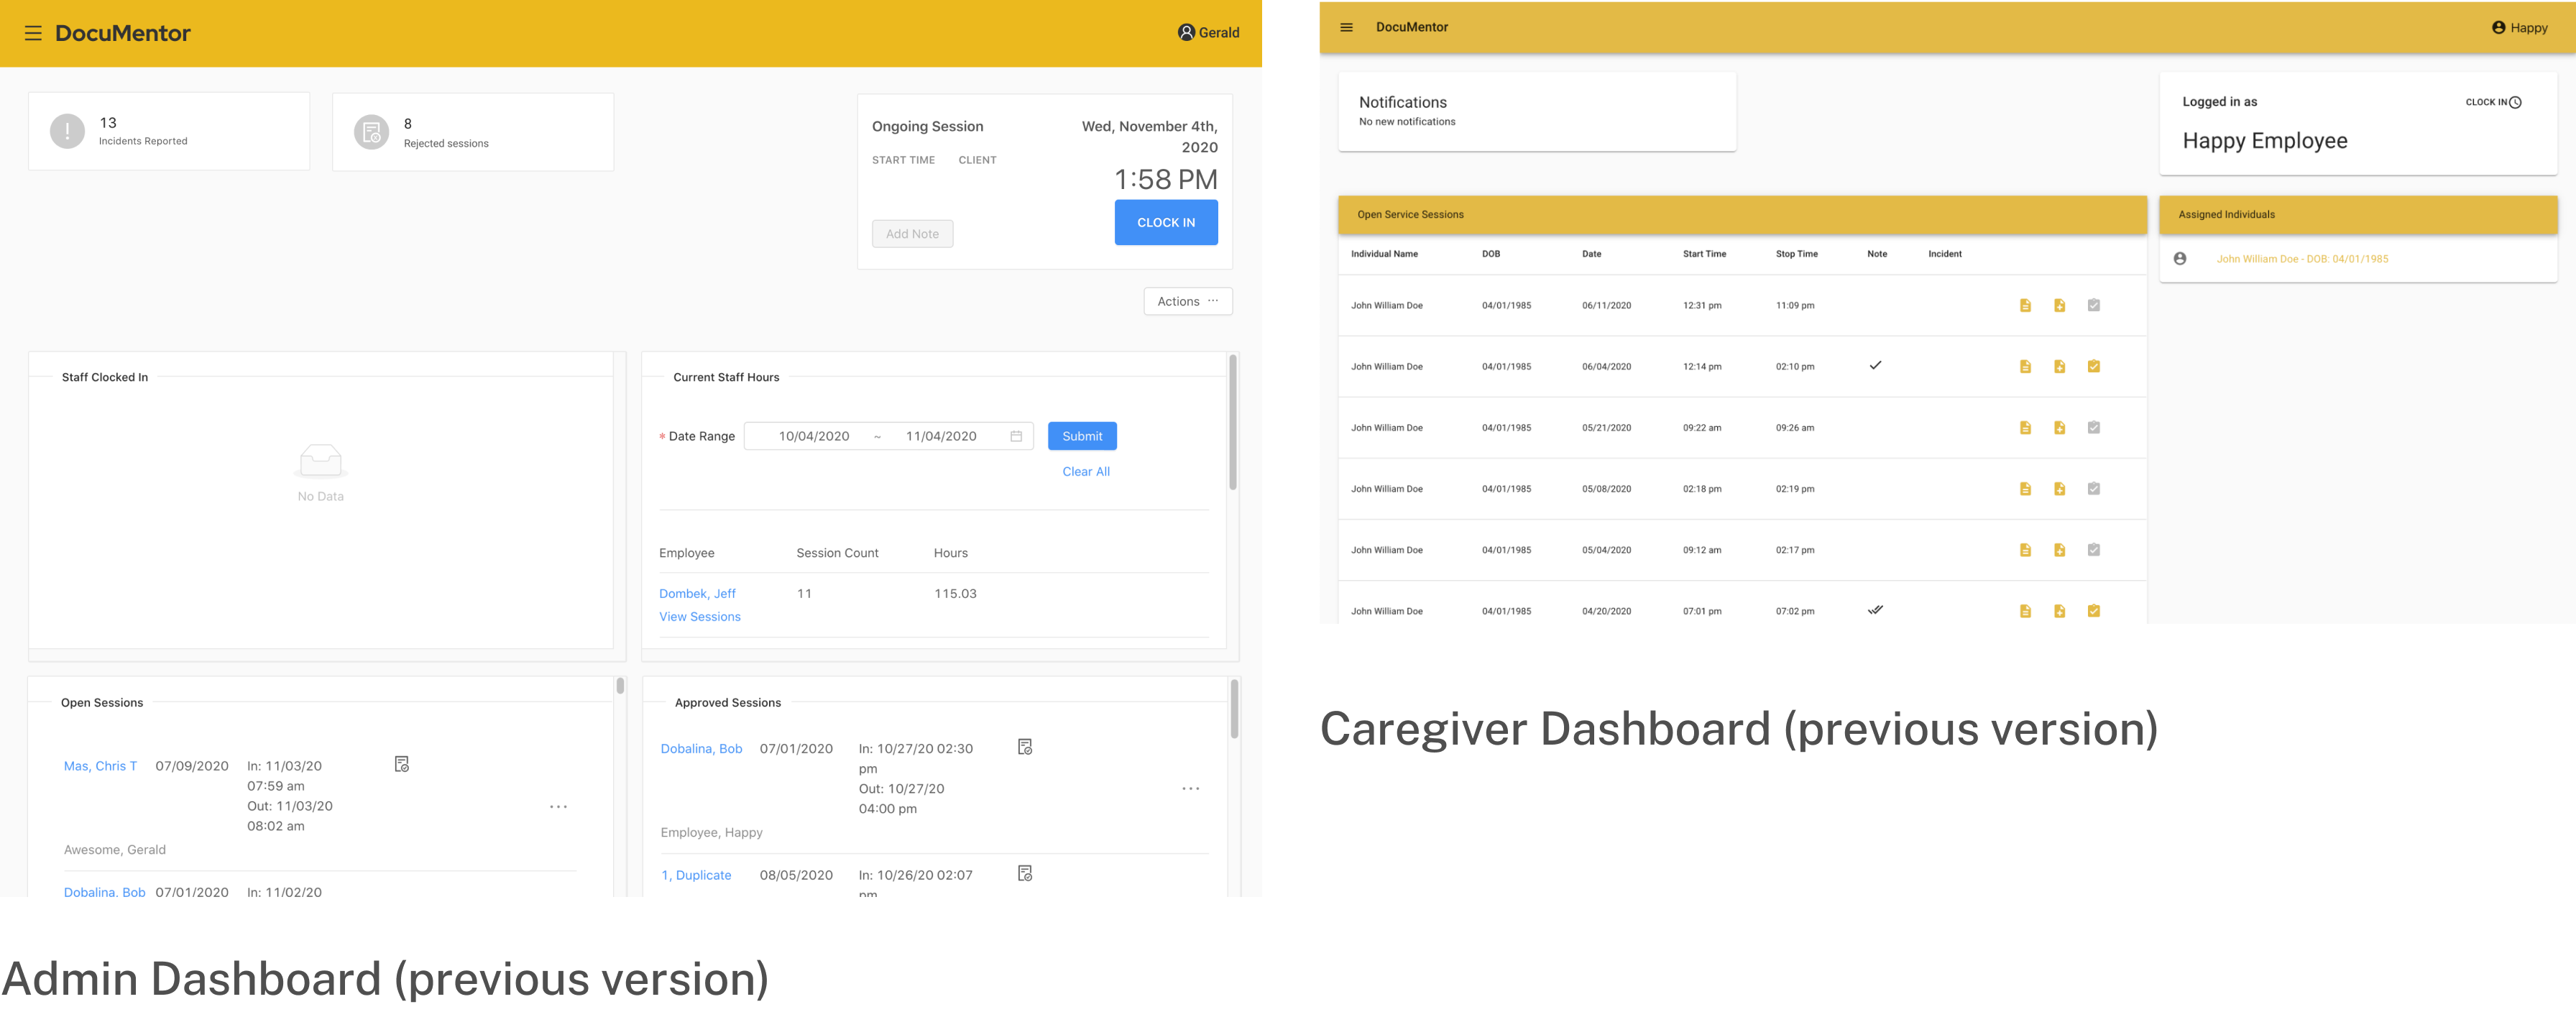 DocuMentor
Gerald
13
Incidents Reported
8
Rejected sessions
Ongoing Session
Wed, November 4th,
2020
START TIME CLIENT
1:58 PM
CLOCK IN
Add Note
Actions ···
Staff Clocked In
No Data
Current Staff Hours
* Date Range 10/04/2020 ~ 11/04/2020 Submit
Clear All
Employee Session Count Hours
Dombek, Jeff 11 115.03
View Sessions
Open Sessions
Mas, Chris T 07/09/2020 In: 11/03/20
07:59 am
Out: 11/03/20
08:02 am
Awesome, Gerald
Dobalina, Bob 07/01/2020 In: 11/02/20
Approved Sessions
Dobalina, Bob 07/01/2020 In: 10/27/20 02:30
pm
Out: 10/27/20
04:00 pm
Employee, Happy
1, Duplicate 08/05/2020 In: 10/26/20 02:07
pm
Admin Dashboard (previous version)
DocuMentor
Happy
Notifications
No new notifications
Logged in as
CLOCK IN
Happy Employee
Open Service Sessions
Individual Name DOB Date Start Time Stop Time Note Incident
John William Doe 04/01/1985 06/11/2020 12:31 pm 11:09 pm
John William Doe 04/01/1985 06/04/2020 12:14 pm 02:10 pm
John William Doe 04/01/1985 05/21/2020 09:22 am 09:26 am
John William Doe 04/01/1985 05/08/2020 02:18 pm 02:19 pm
John William Doe 04/01/1985 05/04/2020 09:12 am 02:17 pm
John William Doe 04/01/1985 04/20/2020 07:01 pm 07:02 pm
Assigned Individuals
John William Doe - DOB: 04/01/1985
Caregiver Dashboard (previous version)